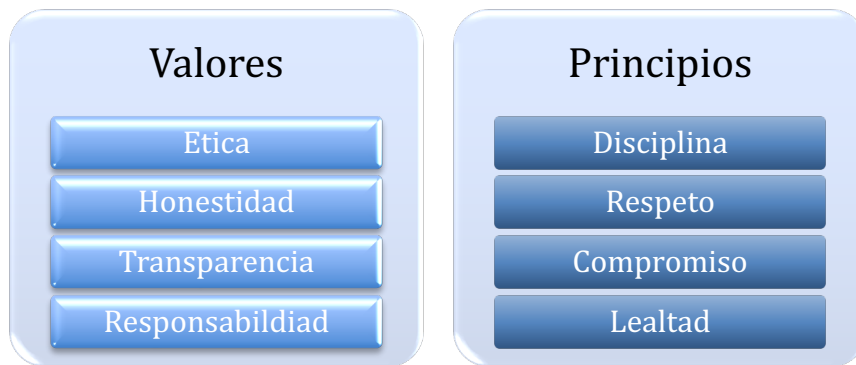 Valores
Etica
Honestidad
Transparencia
Responsabildiad
Principios
Disciplina
Respeto
Compromiso
Lealtad